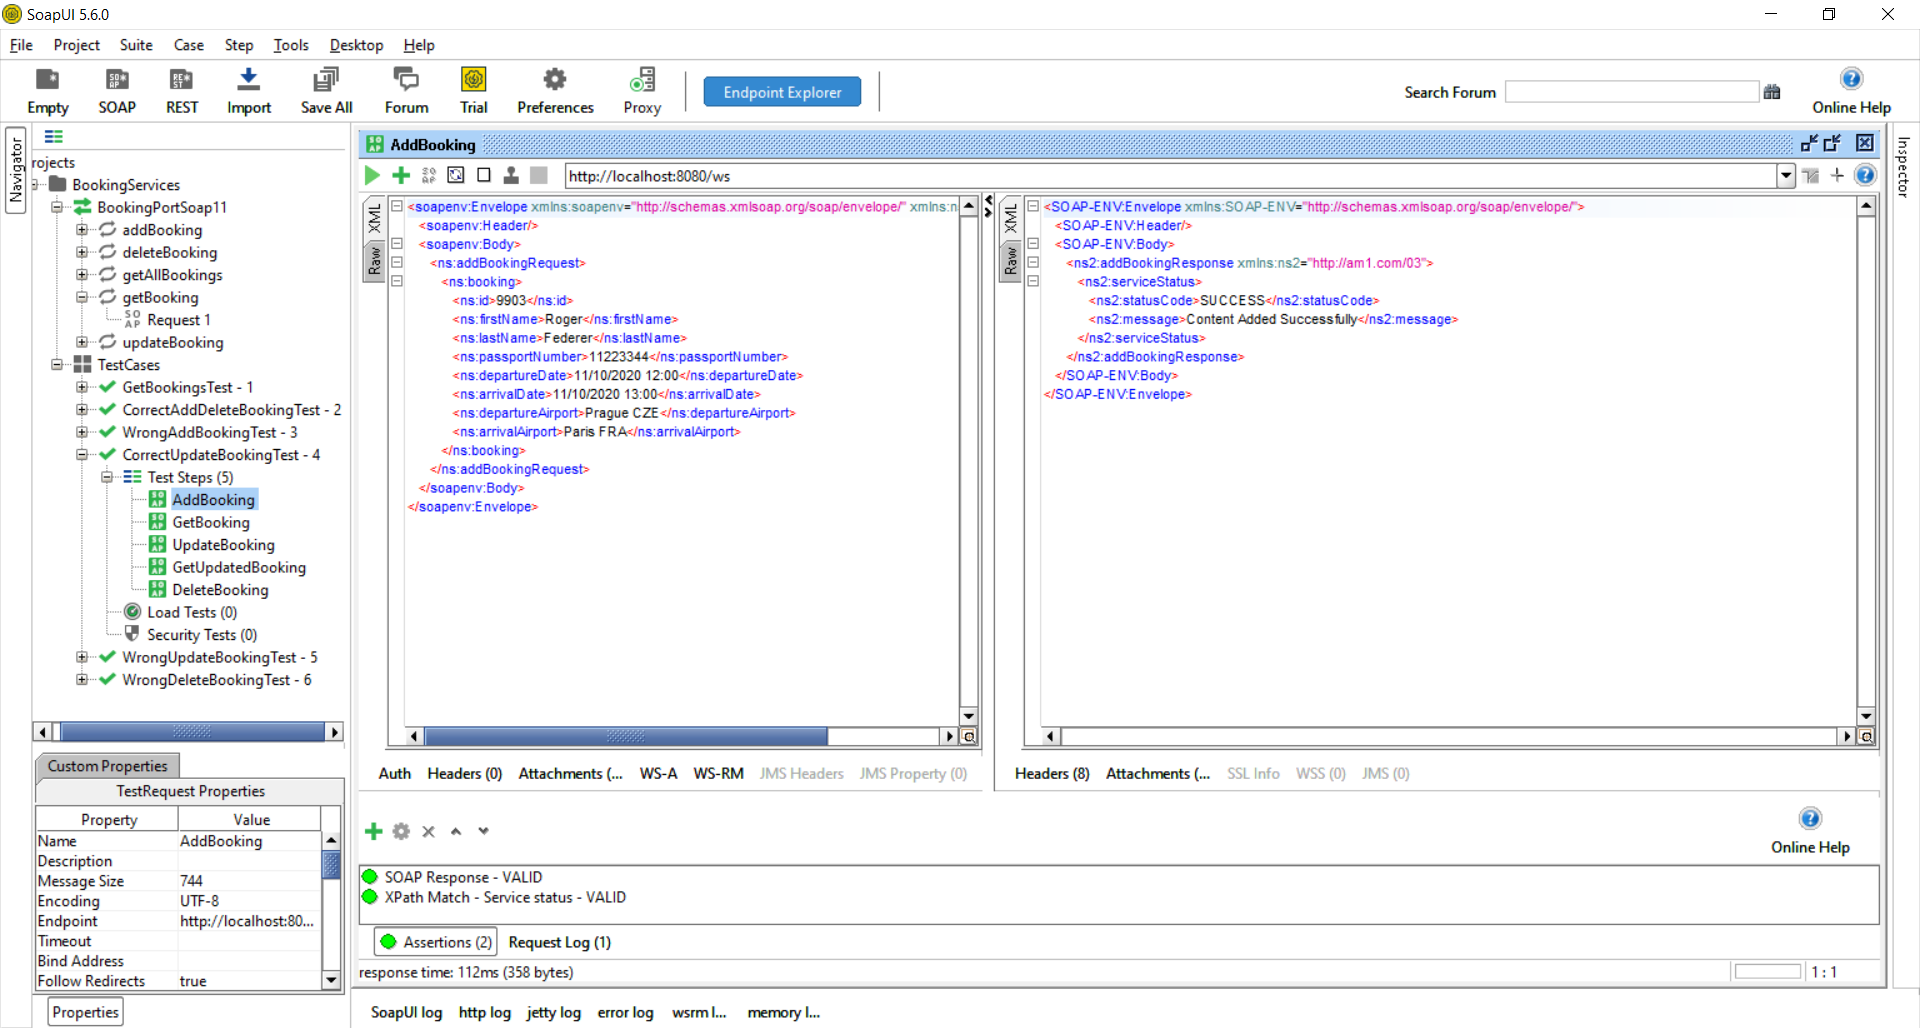 SoapUI 5.6.0
File Project Suite Case Step Tools Desktop Help
Empty SOAP REST Import Save All Forum Trial Preferences Proxy Endpoint Explorer Search Forum Online Help
Navigator
rojects
BookingServices
BookingPortSoap11
addBooking
deleteBooking
getAllBookings
getBooking
Request 1
updateBooking
TestCases
GetBookingsTest - 1
CorrectAddDeleteBookingTest - 2
WrongAddBookingTest - 3
CorrectUpdateBookingTest - 4
Test Steps (5)
AddBooking
GetBooking
UpdateBooking
GetUpdatedBooking
DeleteBooking
Load Tests (0)
Security Tests (0)
WrongUpdateBookingTest - 5
WrongDeleteBookingTest - 6
Custom Properties
TestRequest Properties
Property Value
Name AddBooking
Description
Message Size 744
Encoding UTF-8
Endpoint http://localhost:80...
Timeout
Bind Address
Follow Redirects true
Properties
AddBooking
http://localhost:8080/ws
XML
Raw
<soapenv:Envelope xmlns:soapenv="http://schemas.xmlsoap.org/soap/envelope/" xmlns:n
<soapenv:Header/>
<soapenv:Body>
<ns:addBookingRequest>
<ns:booking>
<ns:id>9903</ns:id>
<ns:firstName>Roger</ns:firstName>
<ns:lastName>Federer</ns:lastName>
<ns:passportNumber>11223344</ns:passportNumber>
<ns:departureDate>11/10/2020 12:00</ns:departureDate>
<ns:arrivalDate>11/10/2020 13:00</ns:arrivalDate>
<ns:departureAirport>Prague CZE</ns:departureAirport>
<ns:arrivalAirport>Paris FRA</ns:arrivalAirport>
</ns:booking>
</ns:addBookingRequest>
</soapenv:Body>
</soapenv:Envelope>
Auth Headers (0) Attachments (... WS-A WS-RM JMS Headers JMS Property (0)
XML
Raw
<SOAP-ENV:Envelope xmlns:SOAP-ENV="http://schemas.xmlsoap.org/soap/envelope/">
<SOAP-ENV:Header/>
<SOAP-ENV:Body>
<ns2:addBookingResponse xmlns:ns2="http://am1.com/03">
<ns2:serviceStatus>
<ns2:statusCode>SUCCESS</ns2:statusCode>
<ns2:message>Content Added Successfully</ns2:message>
</ns2:serviceStatus>
</ns2:addBookingResponse>
</SOAP-ENV:Body>
</SOAP-ENV:Envelope>
Headers (8) Attachments (... SSL Info WSS (0) JMS (0)
Inspector
Online Help
SOAP Response - VALID
XPath Match - Service status - VALID
Assertions (2) Request Log (1)
response time: 112ms (358 bytes)
1 : 1
SoapUI log http log jetty log error log wsrm l... memory l...